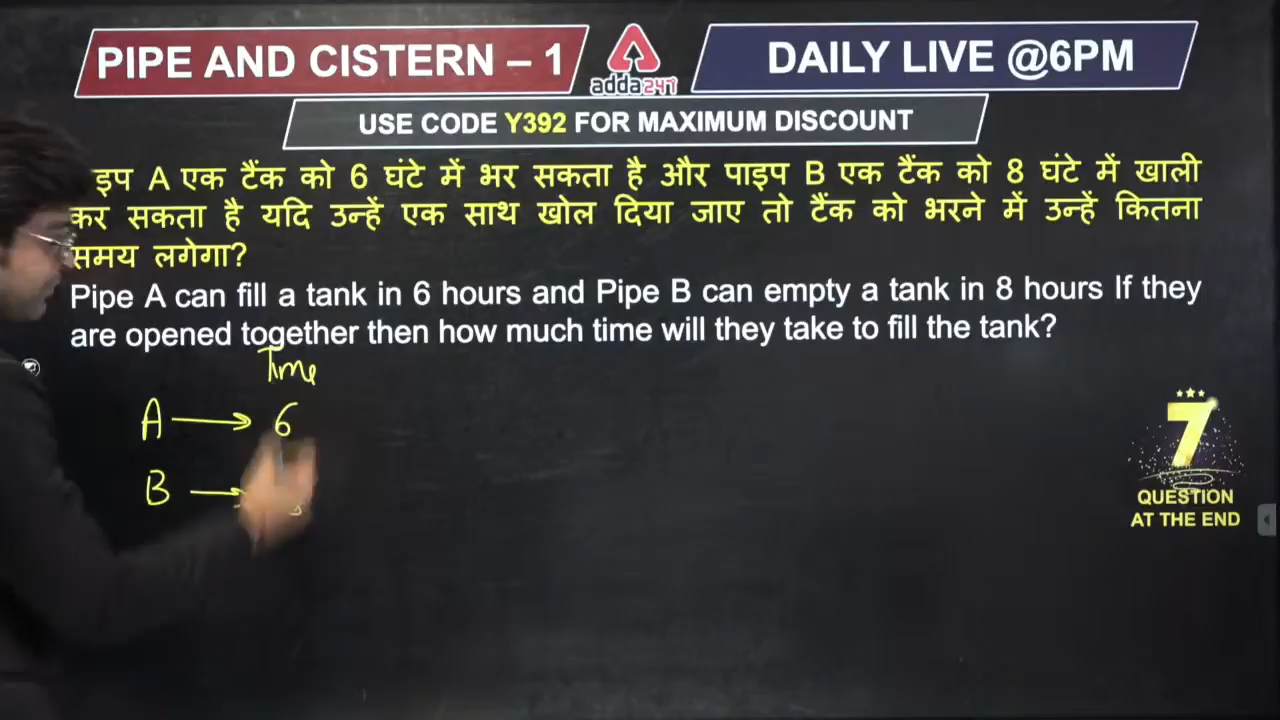 PIPE AND CISTERN – 1
adda247
DAILY LIVE @6PM
USE CODE Y392 FOR MAXIMUM DISCOUNT
इप A एक टैंक को 6 घंटे में भर सकता है और पाइप B एक टैंक को 8 घंटे में खाली
कर सकता है यदि उन्हें एक साथ खोल दिया जाए तो टैंक को भरने में उन्हें कितना
समय लगेगा?
Pipe A can fill a tank in 6 hours and Pipe B can empty a tank in 8 hours If they
are opened together then how much time will they take to fill the tank?
Time
A → 6
B →
7
QUESTION
AT THE END